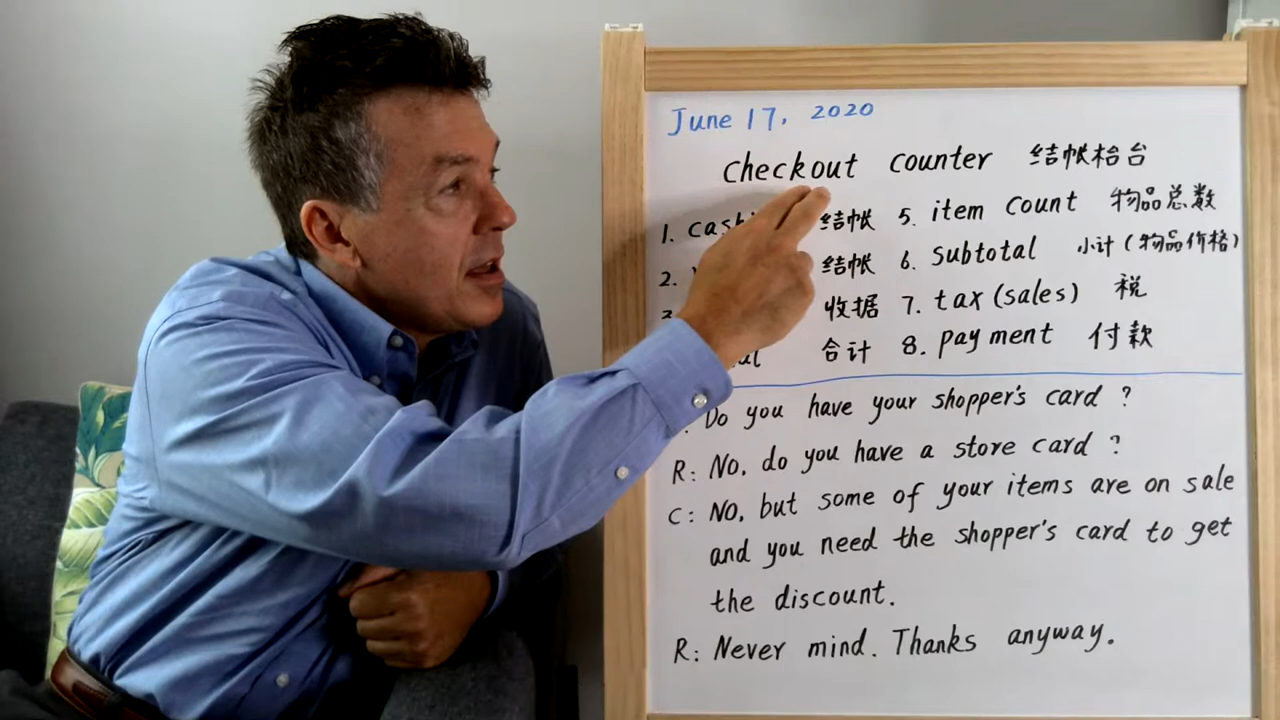 June 17, 2020
checkout counter 结帐柜台
1. 结帐 5. item count 物品总数
2. 结帐 6. subtotal 小计(物品价格)
收据 7. tax (sales) 税
合计 8. payment 付款
Do you have your shopper's card ?
R: No, do you have a store card ?
C: No, but some of your items are on sale
and you need the shopper's card to get
the discount.
R: Never mind. Thanks anyway.